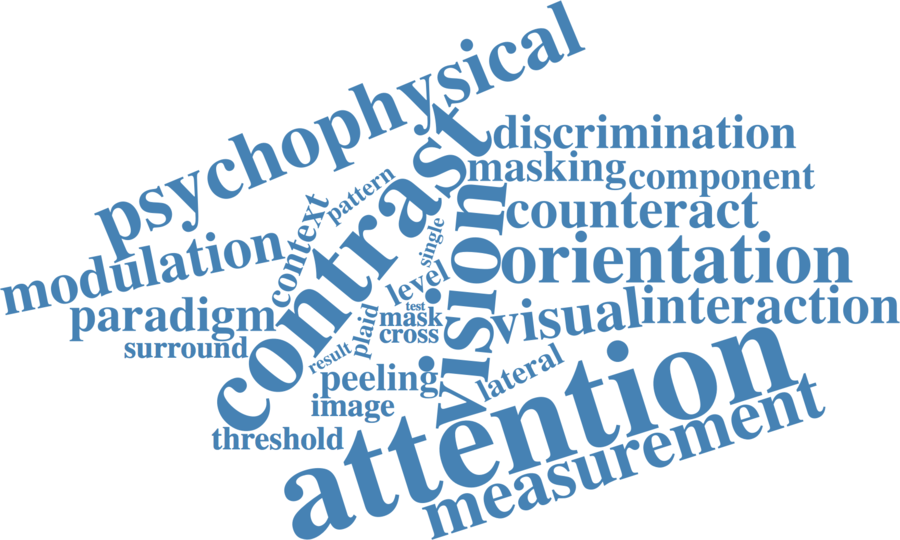 psychophysical
contrast
discrimination
masking
component
pattern
context
counteract
modulation
single
vision
orientation
level
paradigm
test
mask
cross
plaid
visual
interaction
surround
result
peeling
lateral
image
attention
threshold
measurement